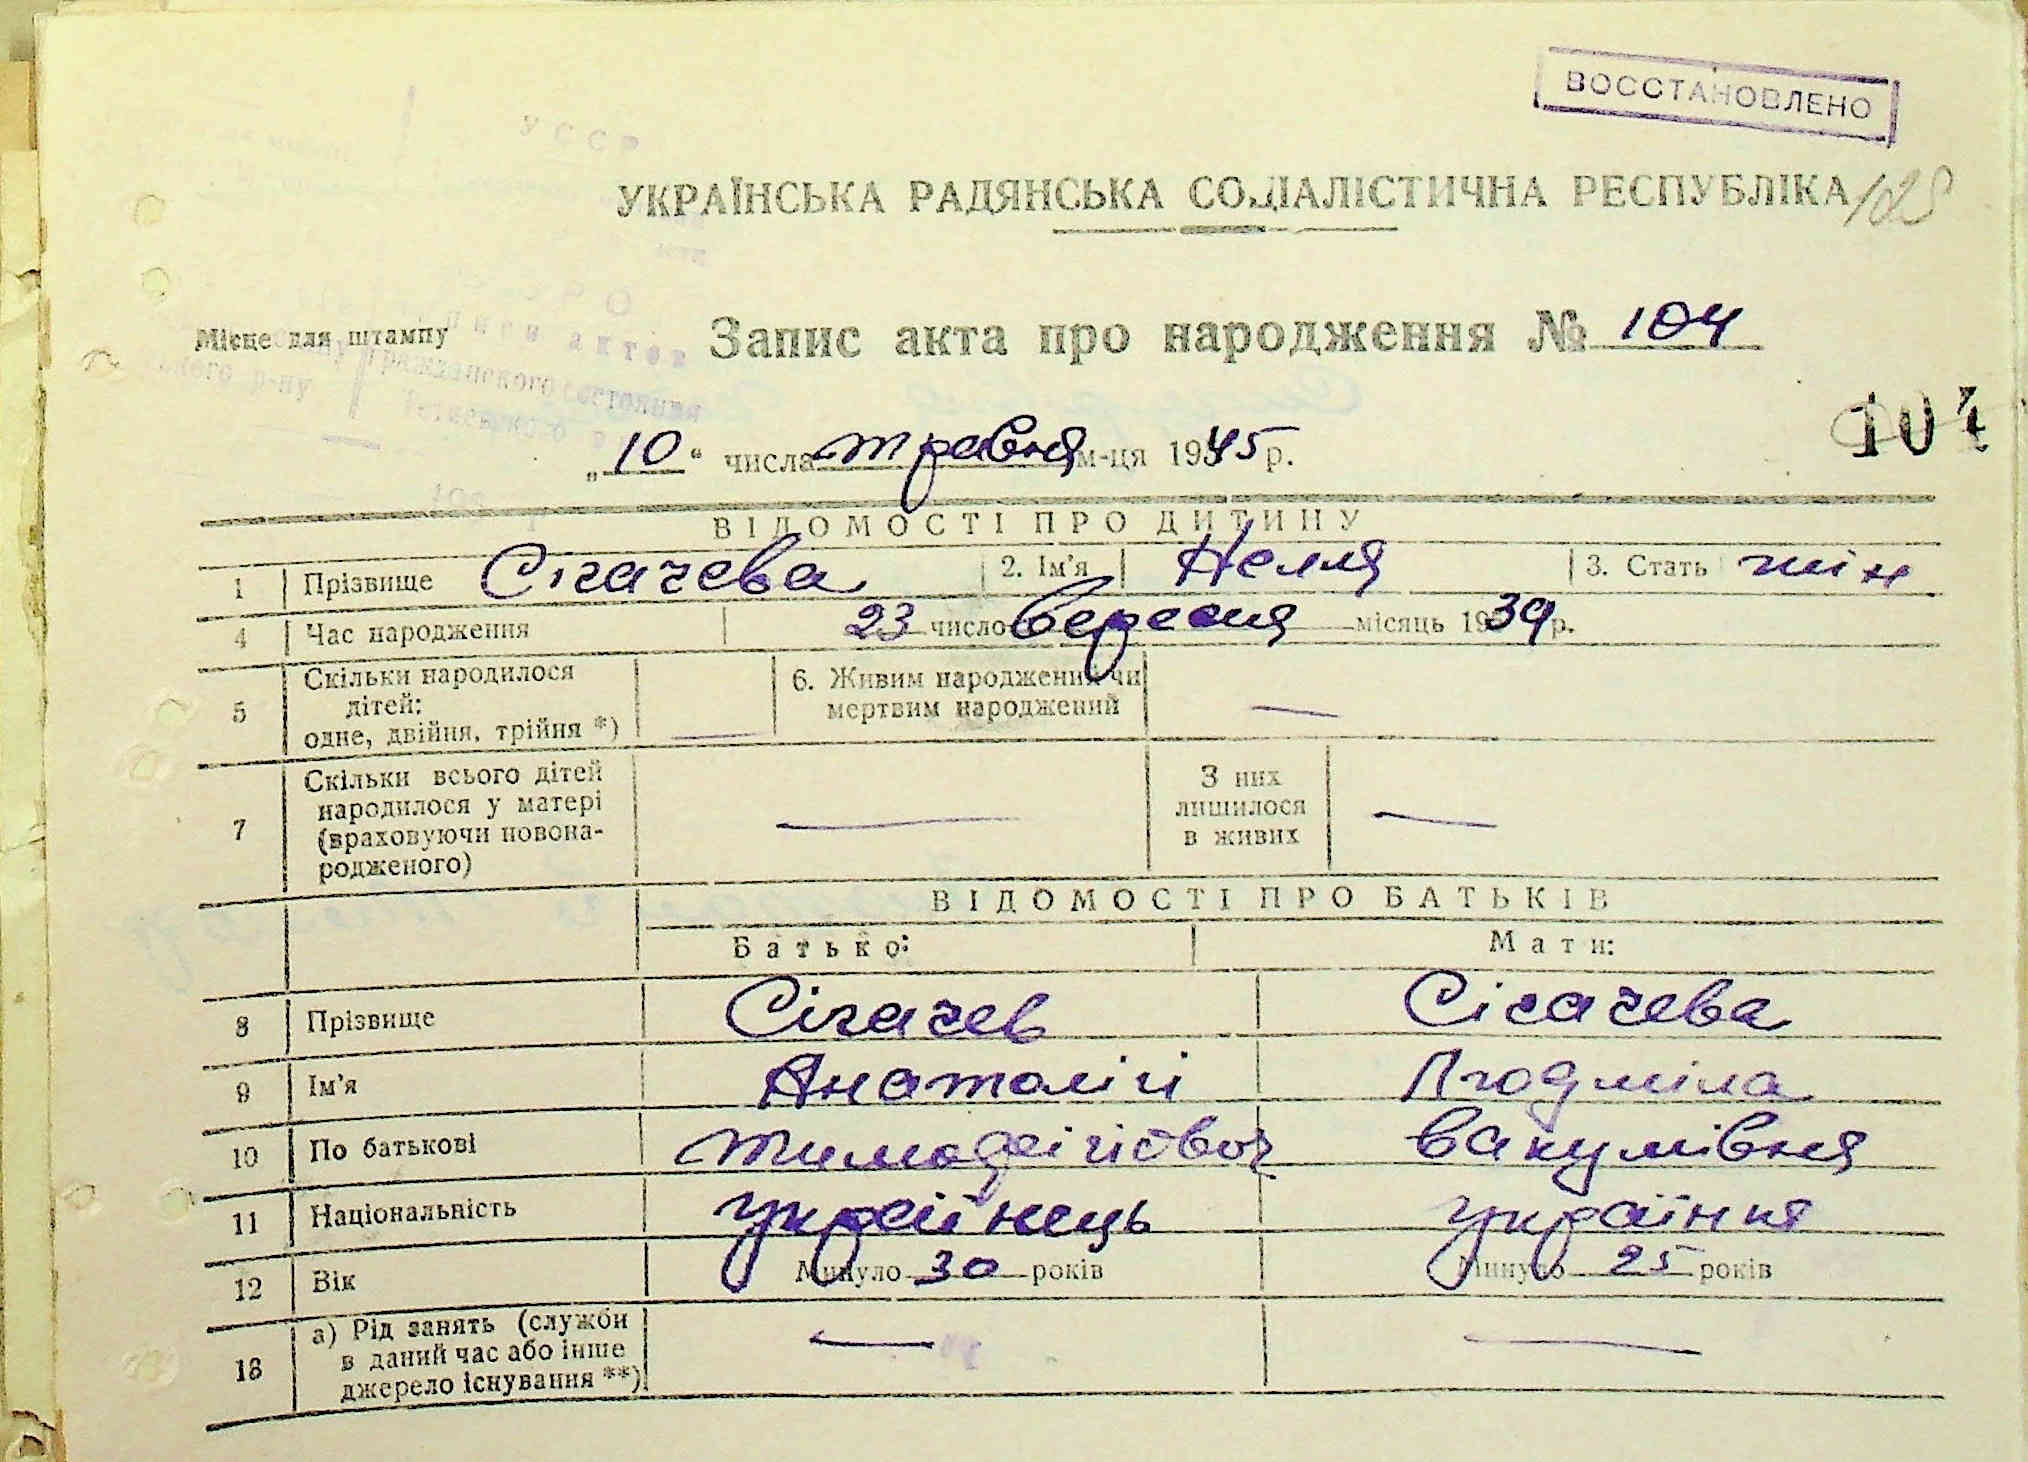 ВОССТАНОВЛЕНО
УКРАЇНСЬКА РАДЯНСЬКА СОЦІАЛІСТИЧНА РЕСПУБЛІКА
Місце для штампу
Запис акта про народження № 104
104
„10“ числа травня м-ця 1945 р.
ВІДОМОСТІ ПРО ДИТИНУ
1 Прізвище Сігачева 2. Ім'я Неля 3. Стать жін
4 Час народження 23 число вересня місяць 1939 р.
5 Скільки народилося дітей: одне, двійня, трійня *) — 6. Живим народжений чи мертвим народжений —
7 Скільки всього дітей народилося у матері (враховуючи новона-родженого) — З них лишилося в живих —
ВІДОМОСТІ ПРО БАТЬКІВ
Батько: Мати:
8 Прізвище Сігачев Сігачева
9 Ім'я Анатолій Людміла
10 По батькові Вакумівня
11 Національність українець українка
12 Вік Минуло 30 років Минуло 25 років
13 а) Рід занять (служби в даний час або інше джерело існування **) — —